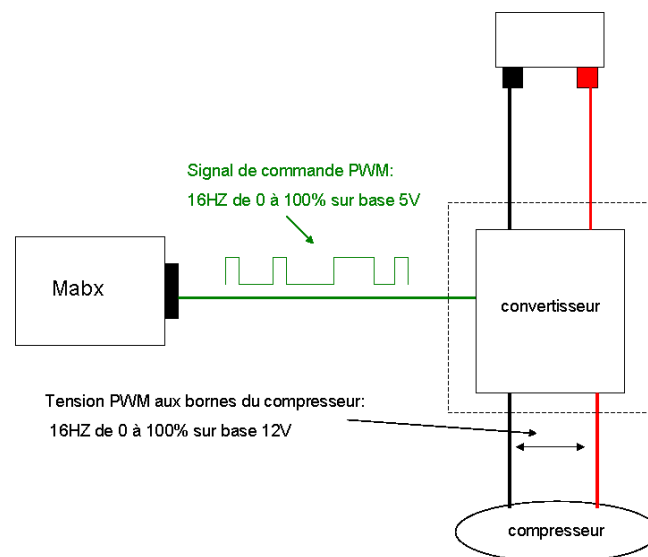 Signal de commande PWM:
16HZ de 0 à 100% sur base 5V
Mabx
convertisseur
Tension PWM aux bornes du compresseur:
16HZ de 0 à 100% sur base 12V
compresseur